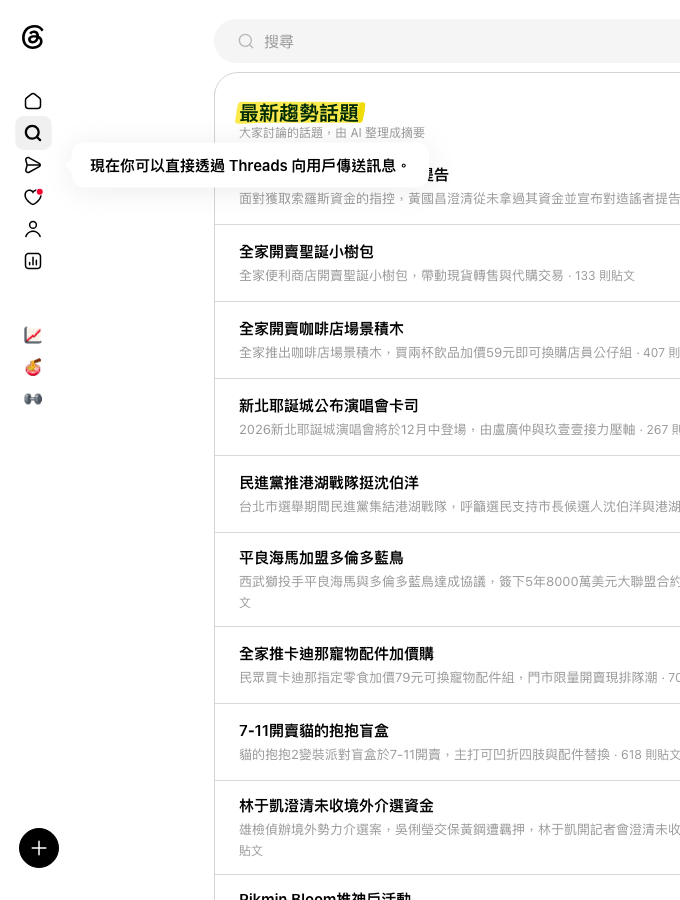 搜尋
最新趨勢話題
大家討論的話題，由 AI 整理成摘要
現在你可以直接透過 Threads 向用戶傳送訊息。
提告
面對獲取索羅斯資金的指控，黃國昌澄清從未拿過其資金並宣布對造謠者提告
全家開賣聖誕小樹包
全家便利商店開賣聖誕小樹包，帶動現貨轉售與代購交易 · 133 則貼文
全家開賣咖啡店場景積木
全家推出咖啡店場景積木，買兩杯飲品加價59元即可換購店員公仔組 · 407 則
新北耶誕城公布演唱會卡司
2026新北耶誕城演唱會將於12月中登場，由盧廣仲與玖壹壹接力壓軸 · 267 則
民進黨推港湖戰隊挺沈伯洋
台北市選舉期間民進黨集結港湖戰隊，呼籲選民支持市長候選人沈伯洋與港湖
平良海馬加盟多倫多藍鳥
西武獅投手平良海馬與多倫多藍鳥達成協議，簽下5年8000萬美元大聯盟合約
文
全家推卡迪那寵物配件加價購
民眾買卡迪那指定零食加價79元可換寵物配件組，門市限量開賣現排隊潮 · 70
7-11開賣貓的抱抱盲盒
貓的抱抱2變裝派對盲盒於7-11開賣，主打可凹折四肢與配件替換 · 618 則貼文
林于凱澄清未收境外介選資金
雄檢偵辦境外勢力介選案，吳俐瑩交保黃鋼遭羈押，林于凱開記者會澄清未收
貼文
Pikmin Bloom推神戶活動